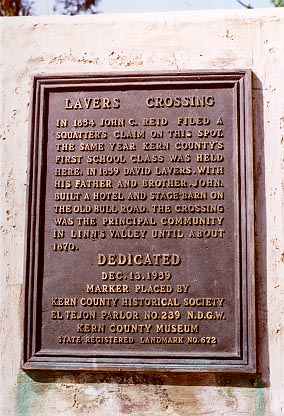 LAVERS CROSSING
IN 1854 JOHN C. REID FILED A
SQUATTER'S CLAIM ON THIS SPOT.
THE SAME YEAR KERN COUNTY'S
FIRST SCHOOL CLASS WAS HELD
HERE. IN 1859 DAVID LAVERS, WITH
HIS FATHER AND BROTHER, JOHN,
BUILT A HOTEL AND STAGE-BARN ON
THE OLD BULL ROAD. THE CROSSING
WAS THE PRINCIPAL COMMUNITY
IN LINN'S VALLEY UNTIL ABOUT
1870.
DEDICATED
DEC. 13, 1959
MARKER PLACED BY
KERN COUNTY HISTORICAL SOCIETY
EL TEJON PARLOR NO. 239 N.D.G.W.
KERN COUNTY MUSEUM
STATE REGISTERED LANDMARK NO. 672